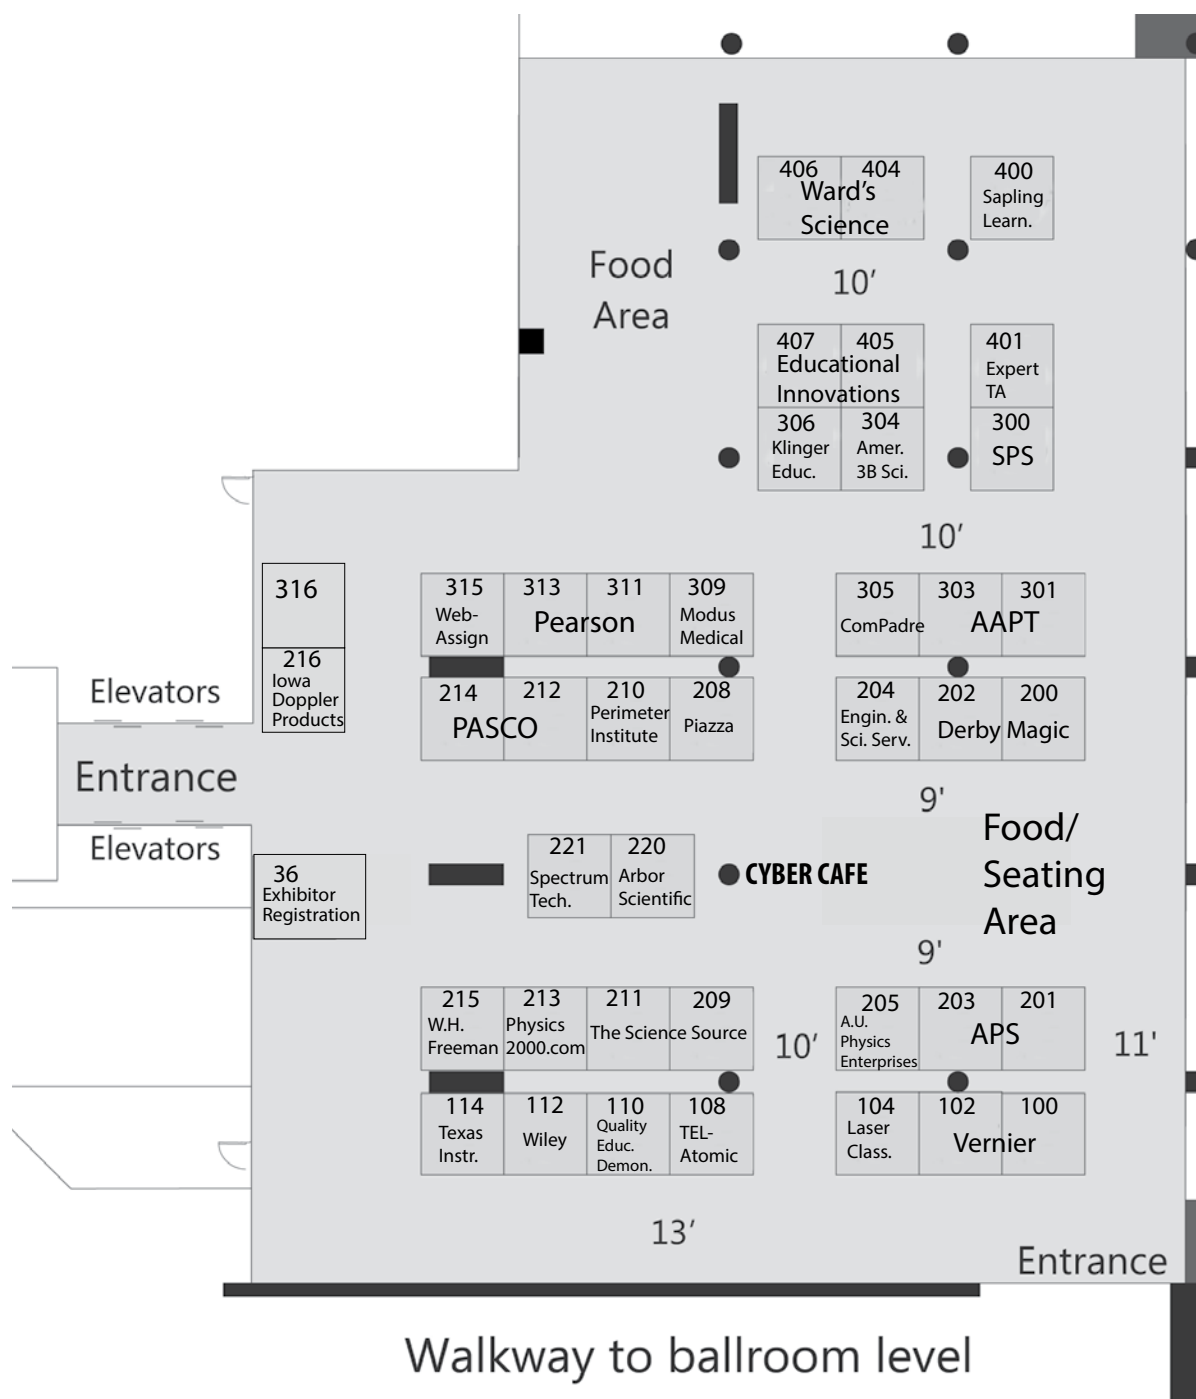 406 404
Ward's
Science
400
Sapling
Learn.
Food
Area
10′
407 405
Educational
Innovations
401
Expert
TA
306
Klinger
Educ.
304
Amer.
3B Sci.
300
SPS
10′
316
315
Web-
Assign
313 311
Pearson
309
Modus
Medical
305
ComPadre
303 301
AAPT
216
Iowa
Doppler
Products
Elevators
214 212
PASCO
210
Perimeter
Institute
208
Piazza
204
Engin. &
Sci. Serv.
202 200
Derby Magic
Entrance
9'
Elevators
Food/
Seating
Area
221
Spectrum
Tech.
220
Arbor
Scientific
CYBER CAFE
36
Exhibitor
Registration
9'
215
W.H.
Freeman
213
Physics
2000.com
211 209
The Science Source
10′
205
A.U.
Physics
Enterprises
203 201
APS
11'
114
Texas
Instr.
112
Wiley
110
Quality
Educ.
Demon.
108
TEL-
Atomic
104
Laser
Class.
102 100
Vernier
13′
Entrance
Walkway to ballroom level